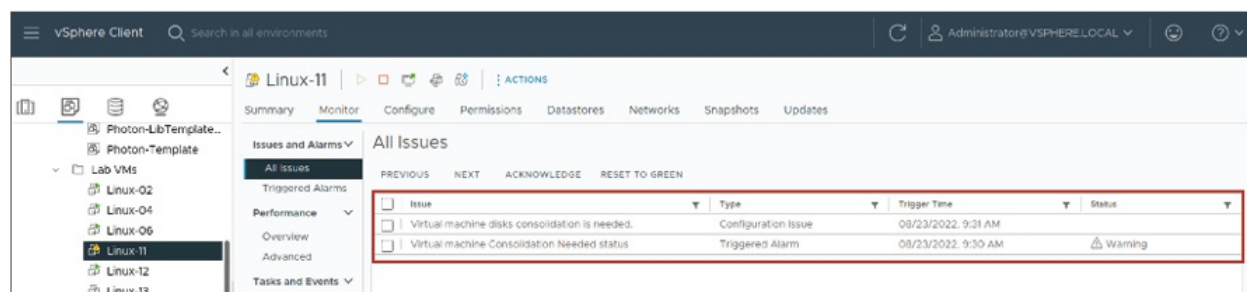 vSphere Client Search in all environments Administrator@VSPHERE.LOCAL
Linux-11 ACTIONS
Summary Monitor Configure Permissions Datastores Networks Snapshots Updates
Photon-LibTemplate...
Photon-Template
Lab VMs
Linux-02
Linux-04
Linux-06
Linux-11
Linux-12
Linux-13
Issues and Alarms
All Issues
Triggered Alarms
Performance
Overview
Advanced
Tasks and Events
All Issues
PREVIOUS NEXT ACKNOWLEDGE RESET TO GREEN
Issue Type Trigger Time Status
Virtual machine disks consolidation is needed. Configuration Issue 08/23/2022, 9:31 AM
Virtual machine Consolidation Needed status Triggered Alarm 08/23/2022, 9:30 AM Warning